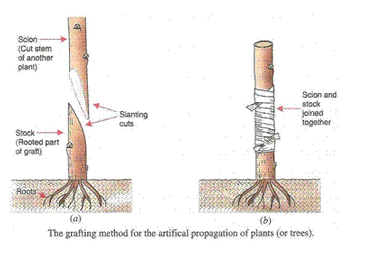 Scion
(Cut stem
of another
plant)
Slanting
cuts
Stock
(Rooted part
of graft)
Roots
(a)
Scion and
stock
joined
together
(b)
The grafting method for the artifical propagation of plants (or trees).